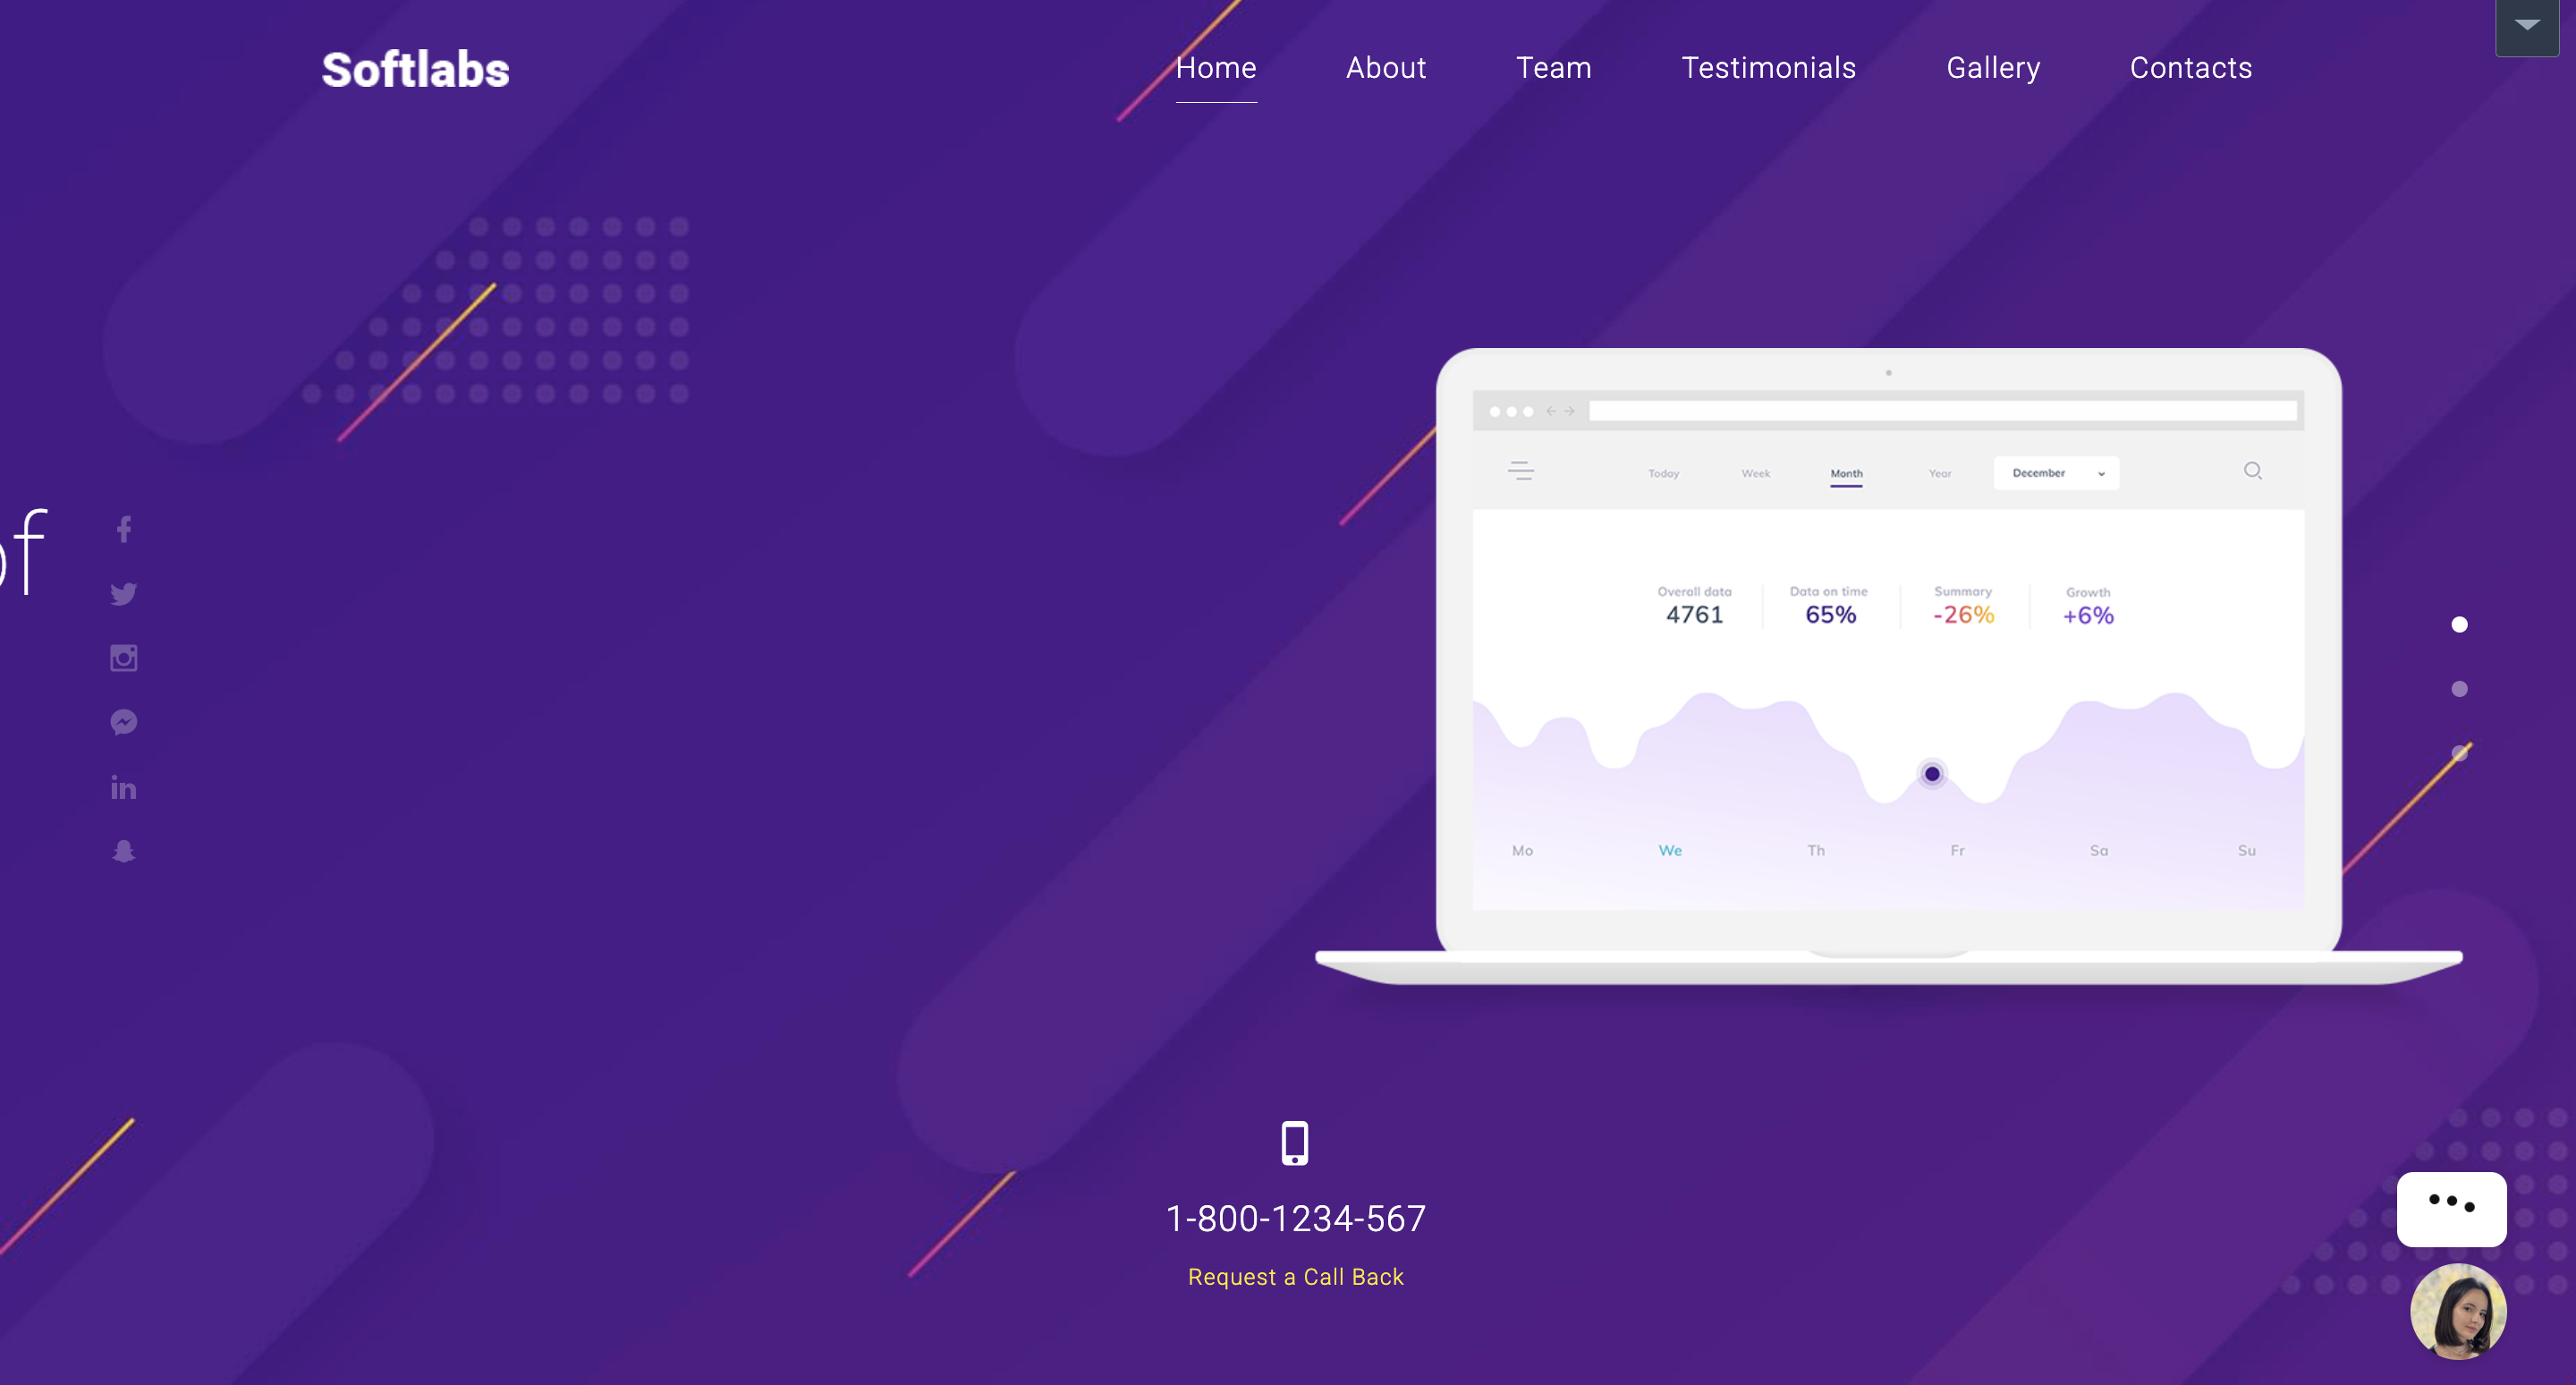 Softlabs
Home About Team Testimonials Gallery Contacts
of
Today Week Month Year December
Overall data Data on time Summary Growth
4761 65% -26% +6%
Mo We Th Fr Sa Su
1-800-1234-567
Request a Call Back